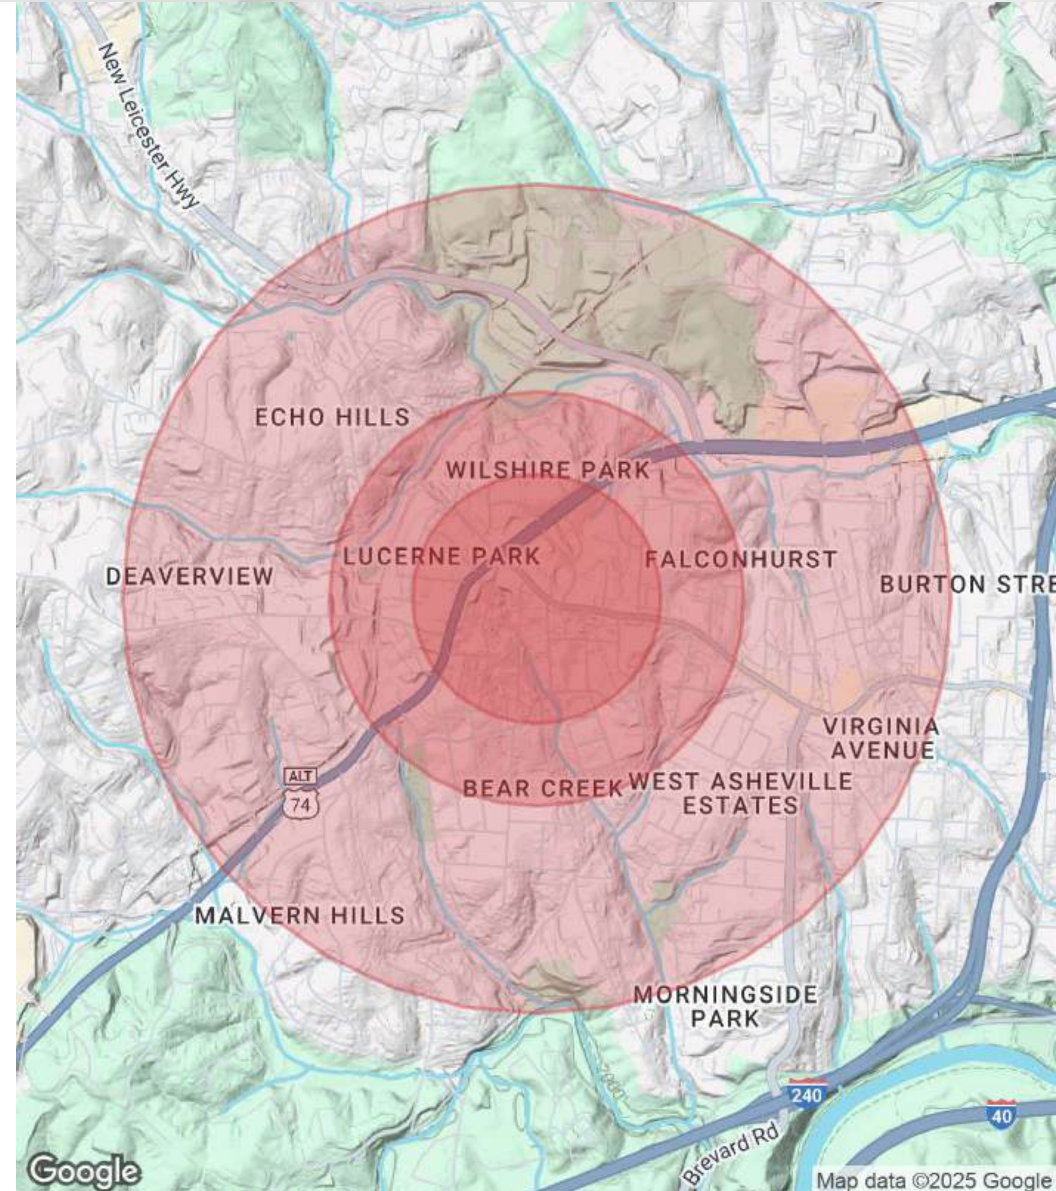 New Leicester Hwy
ECHO HILLS
WILSHIRE PARK
LUCERNE PARK
FALCONHURST
DEAVERVIEW
BURTON STRE
VIRGINIA
AVENUE
ALT
74
BEAR CREEK
WEST ASHEVILLE
ESTATES
MALVERN HILLS
MORNINGSIDE
PARK
2000
240
40
Brevard Rd
Google
Map data ©2025 Google